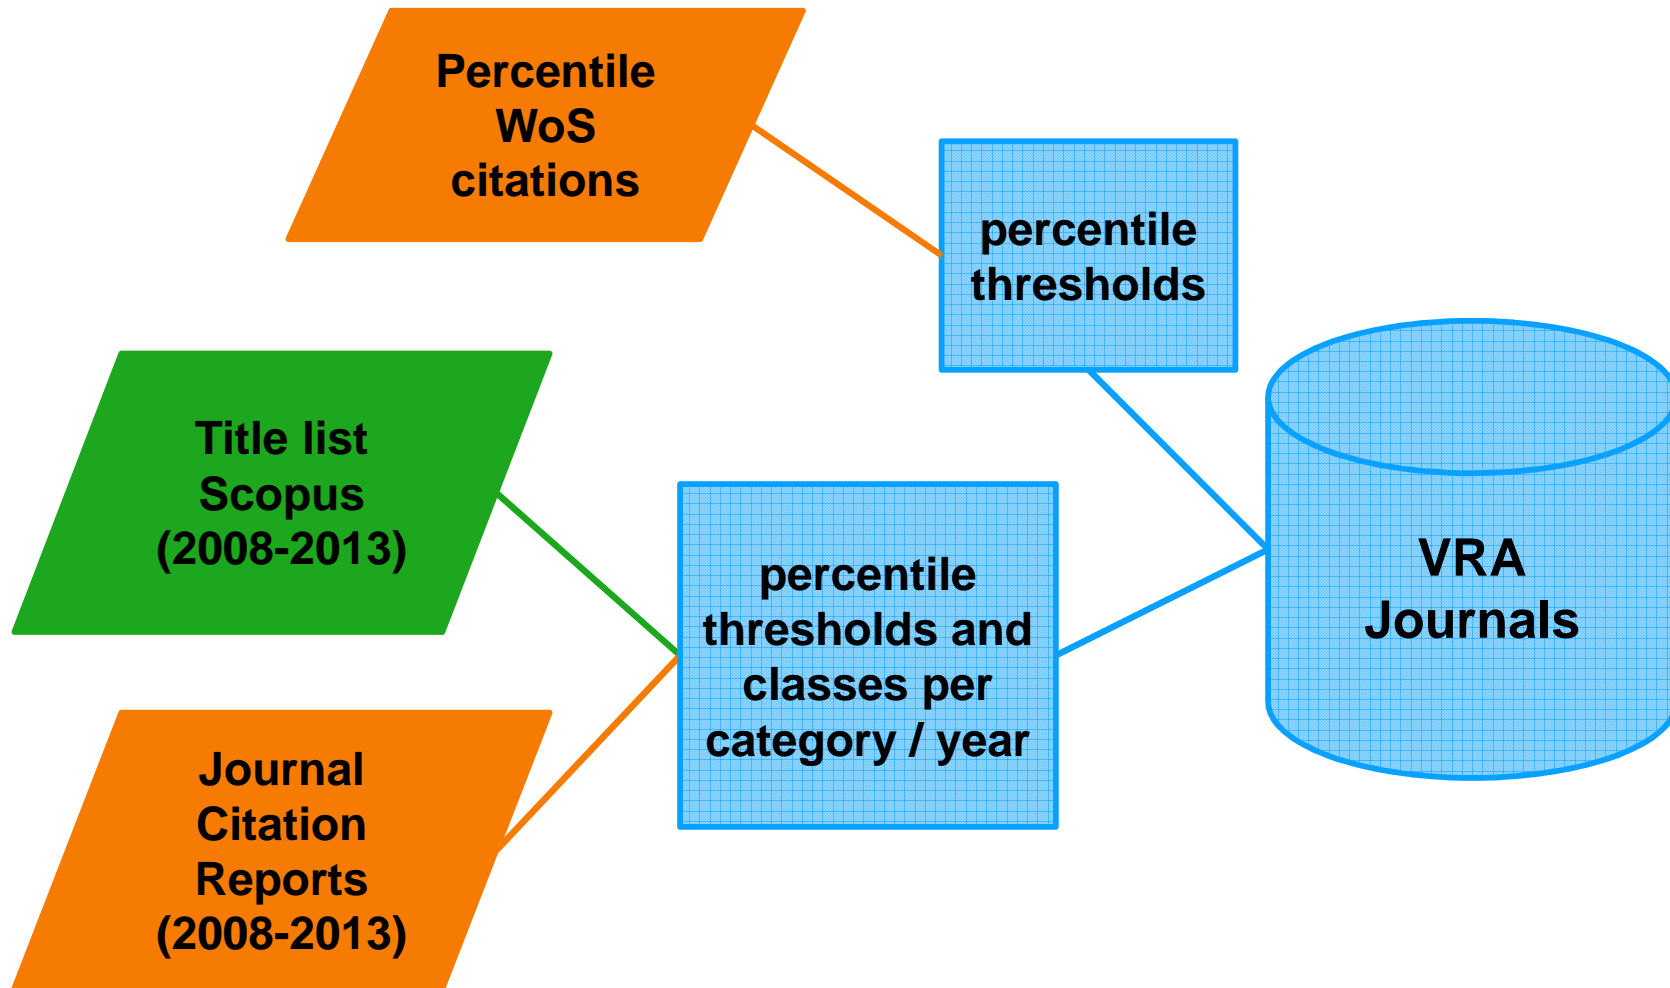 Percentile
WoS
citations
percentile
thresholds
Title list
Scopus
(2008-2013)
percentile
thresholds and
classes per
category / year
VRA
Journals
Journal
Citation
Reports
(2008-2013)